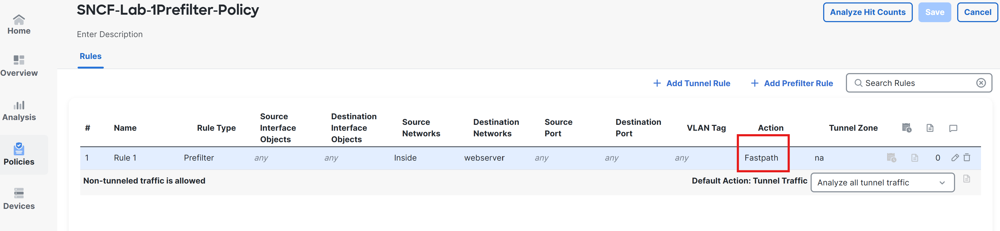 SNCF-Lab-1Prefilter-Policy
Analyze Hit Counts
Save
Cancel
Enter Description
Home
Overview
Analysis
Policies
Devices
Rules
Add Tunnel Rule
Add Prefilter Rule
Search Rules
# Name Rule Type Source Interface Objects Destination Interface Objects Source Networks Destination Networks Source Port Destination Port VLAN Tag Action Tunnel Zone
1 Rule 1 Prefilter any any Inside webserver any any any Fastpath na 0
Non-tunneled traffic is allowed
Default Action: Tunnel Traffic Analyze all tunnel traffic